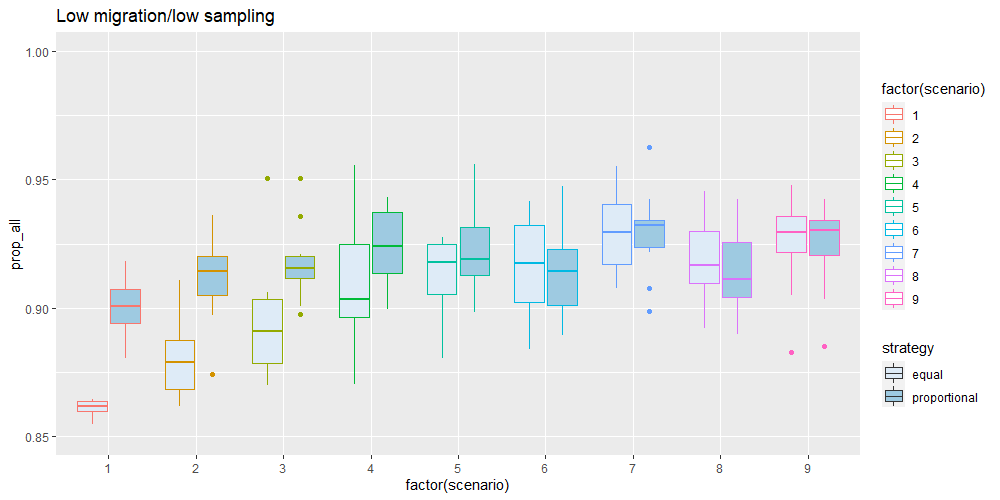 Low migration/low sampling
prop_all
1.00
0.95
0.90
0.85
1 2 3 4 5 6 7 8 9
factor(scenario)
factor(scenario)
1
2
3
4
5
6
7
8
9
strategy
equal
proportional